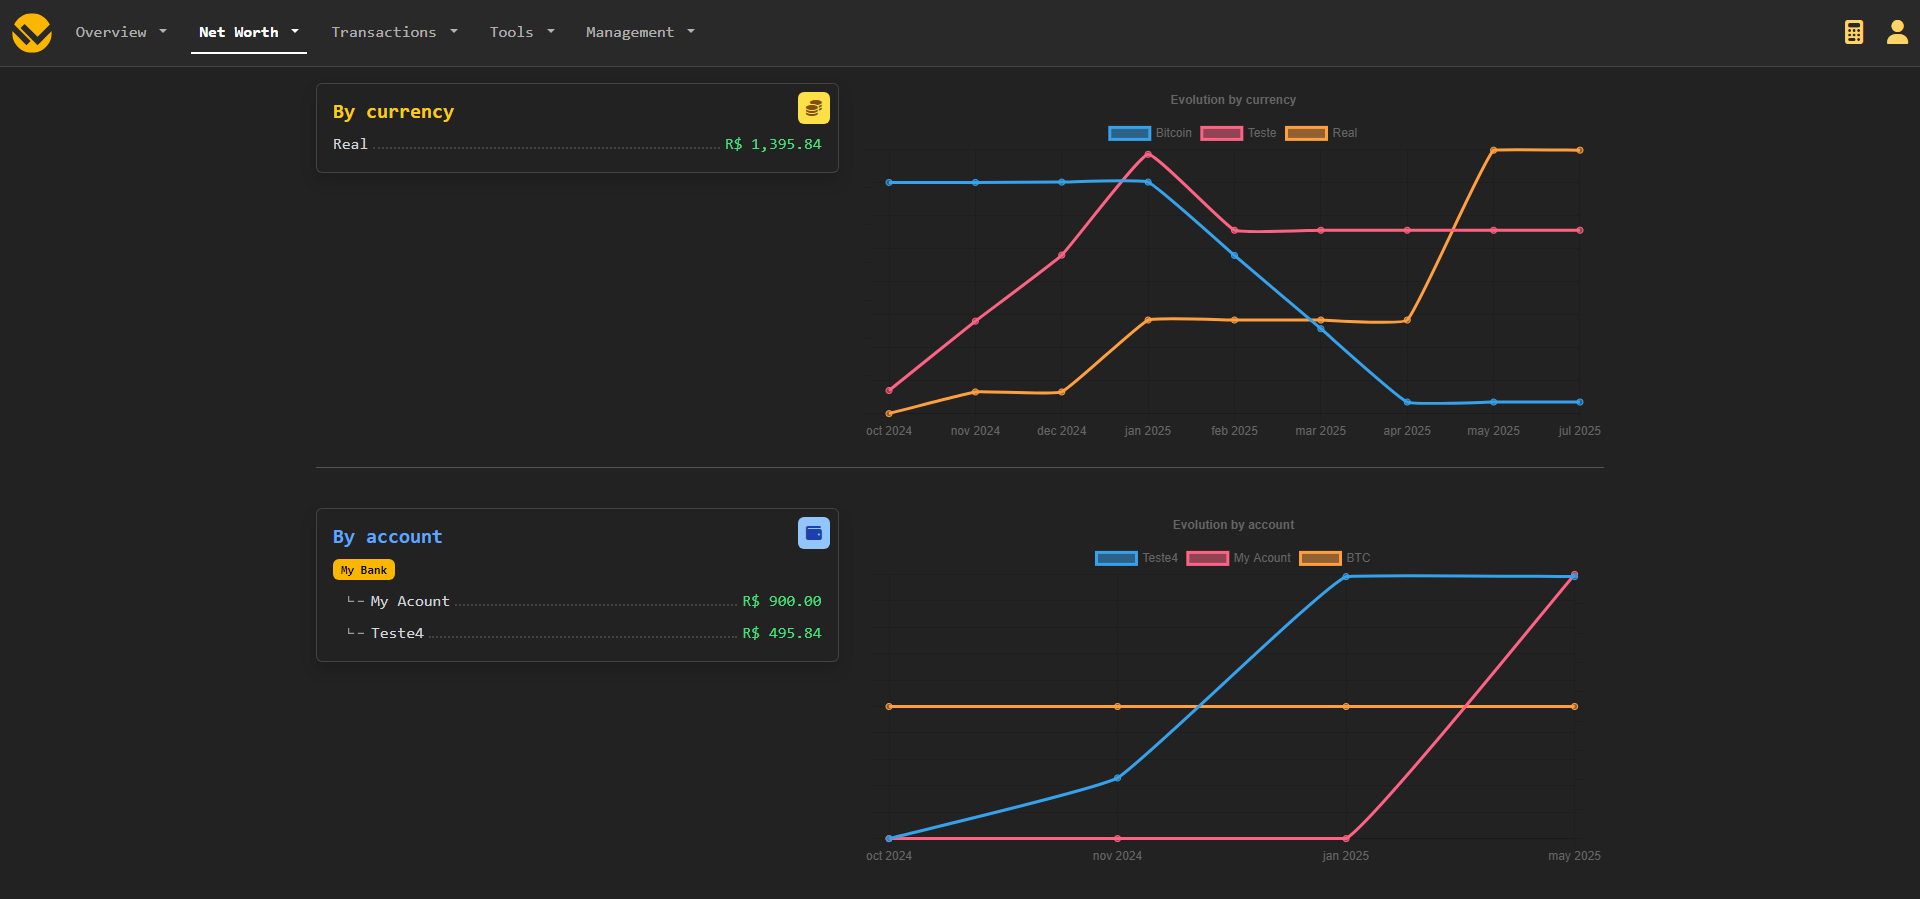 Overview Net Worth Transactions Tools Management
By currency
Real R$ 1,395.84
Evolution by currency
Bitcoin Teste Real
oct 2024 nov 2024 dec 2024 jan 2025 feb 2025 mar 2025 apr 2025 may 2025 jul 2025
By account
My Bank
My Acount R$ 900.00
Teste4 R$ 495.84
Evolution by account
Teste4 My Acount BTC
oct 2024 nov 2024 jan 2025 may 2025